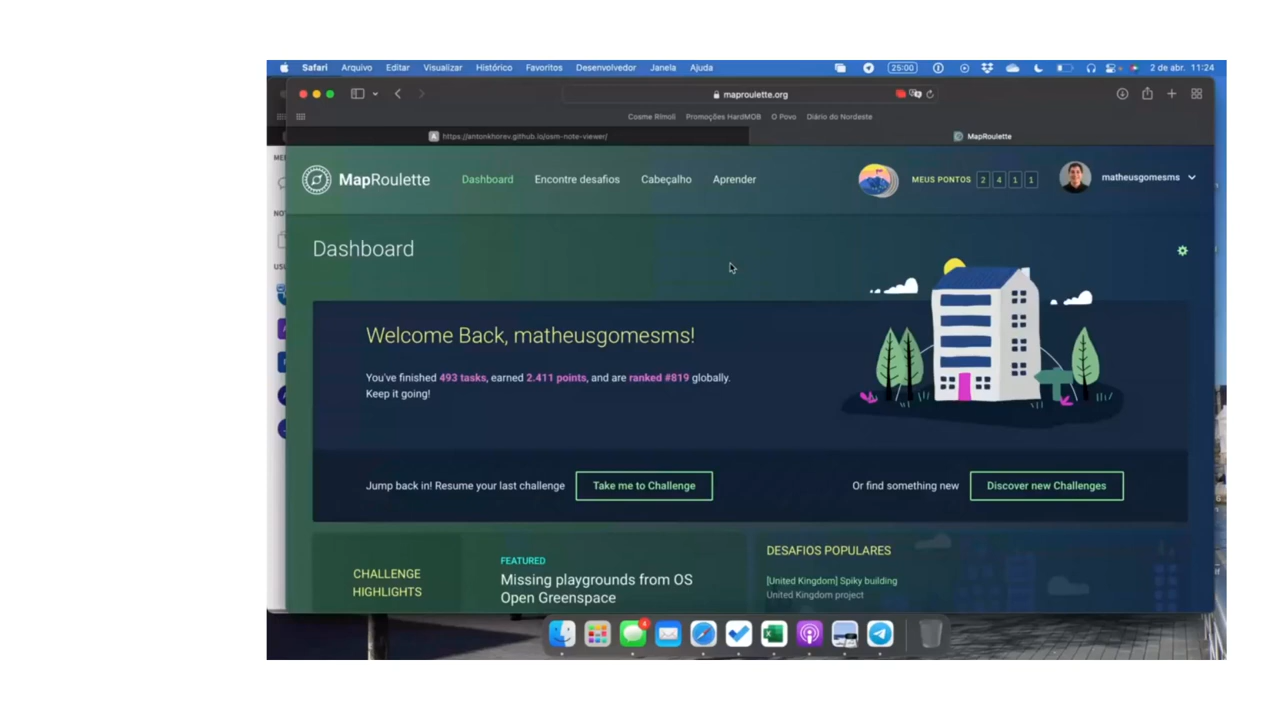 Safari Arquivo Editar Visualizar Histórico Favoritos Desenvolvedor Janela Ajuda 25:00 2 de abr. 11:24
maproulette.org
Cosme Rímoli Promoções HardMOB O Povo Diário do Nordeste
A https://antonkhorev.github.io/osm-note-viewer/ MapRoulette
MapRoulette Dashboard Encontre desafios Cabeçalho Aprender MEUS PONTOS 2 4 1 1 matheusgomesms
Dashboard
Welcome Back, matheusgomesms!
You've finished 493 tasks, earned 2.411 points, and are ranked #819 globally.
Keep it going!
Jump back in! Resume your last challenge Take me to Challenge Or find something new Discover new Challenges
CHALLENGE
HIGHLIGHTS
FEATURED
Missing playgrounds from OS
Open Greenspace
DESAFIOS POPULARES
[United Kingdom] Spiky building
United Kingdom project